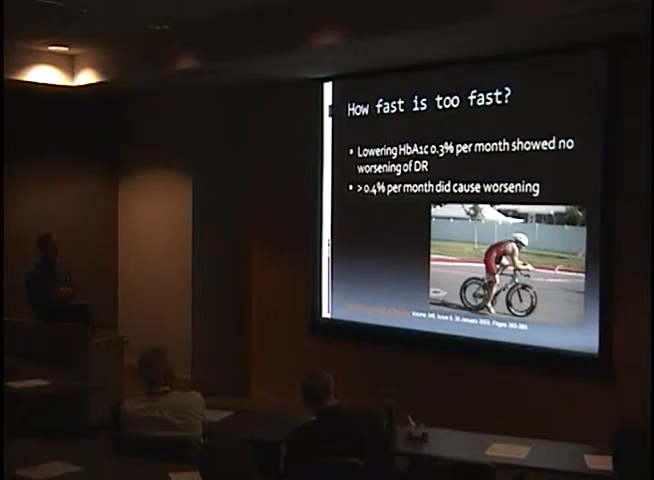 How fast is too fast?
• Lowering HbA1c 0.3% per month showed no
worsening of DR
• >0.4% per month did cause worsening